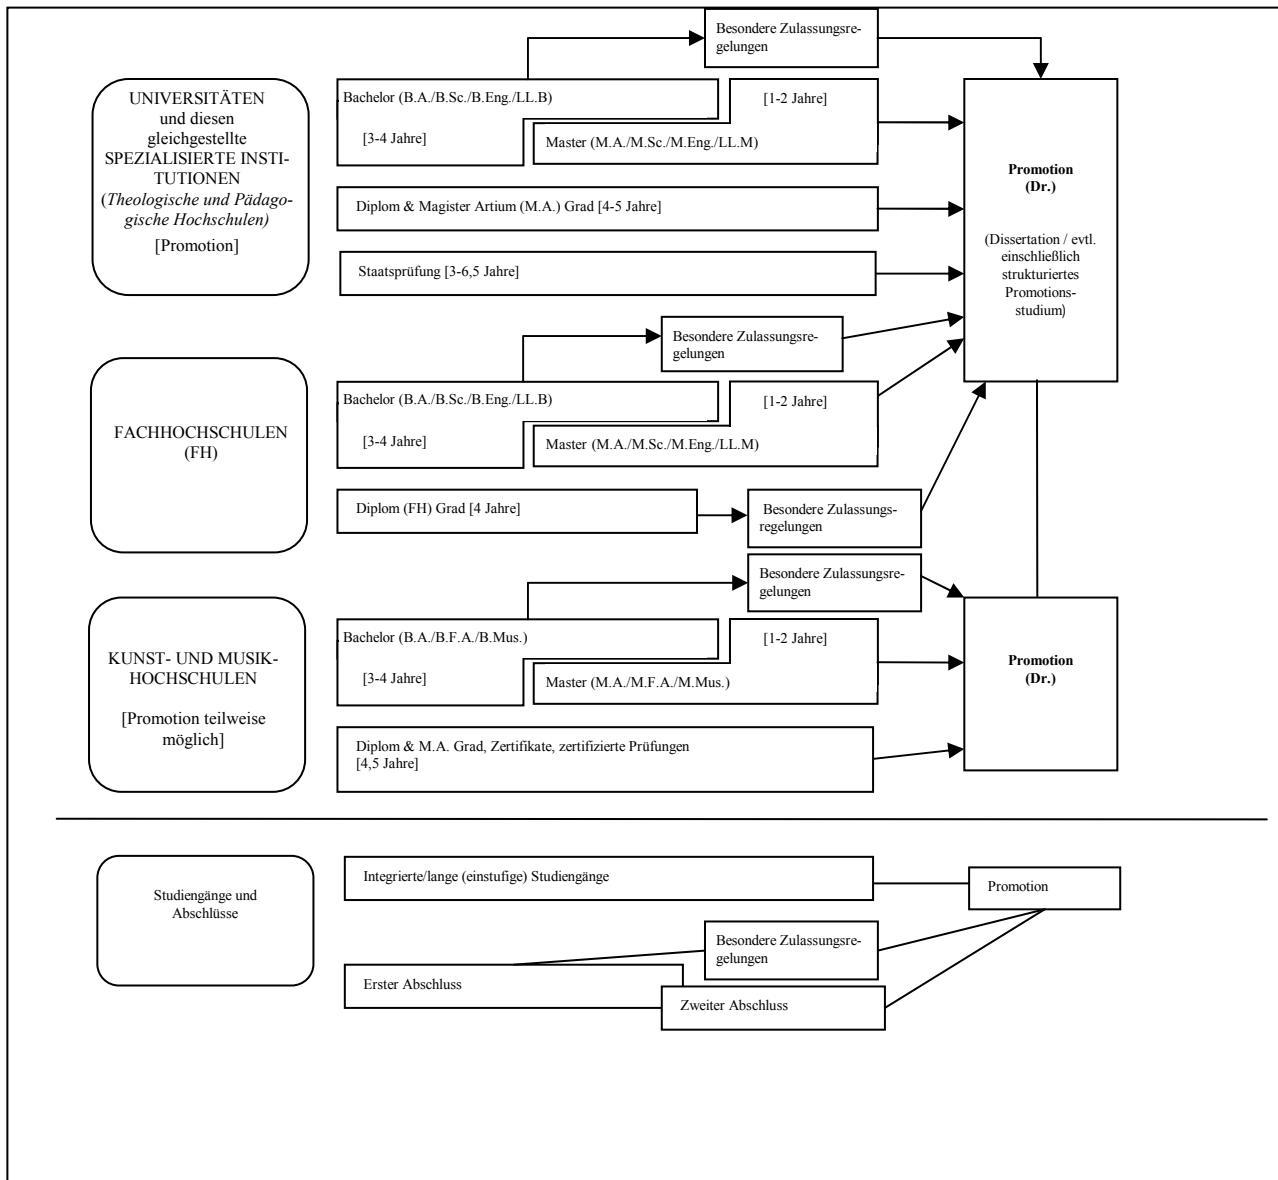 Besondere Zulassungsre-
gelungen
UNIVERSITÄTEN
und diesen
gleichgestellte
SPEZIALISIERTE INSTI-
TUTIONEN
(Theologische und Pädago-
gische Hochschulen)
[Promotion]
Bachelor (B.A./B.Sc./B.Eng./LL.B)
[3-4 Jahre]
[1-2 Jahre]
Master (M.A./M.Sc./M.Eng./LL.M)
Diplom & Magister Artium (M.A.) Grad [4-5 Jahre]
Staatsprüfung [3-6,5 Jahre]
Promotion
(Dr.)
(Dissertation / evtl.
einschließlich
strukturiertes
Promotions-
studium)
FACHHOCHSCHULEN
(FH)
Besondere Zulassungsre-
gelungen
Bachelor (B.A./B.Sc./B.Eng./LL.B)
[3-4 Jahre]
[1-2 Jahre]
Master (M.A./M.Sc./M.Eng./LL.M)
Diplom (FH) Grad [4 Jahre]
Besondere Zulassungs-
regelungen
KUNST- UND MUSIK-
HOCHSCHULEN
[Promotion teilweise
möglich]
Besondere Zulassungsre-
gelungen
Bachelor (B.A./B.F.A./B.Mus.)
[3-4 Jahre]
[1-2 Jahre]
Master (M.A./M.F.A./M.Mus.)
Diplom & M.A. Grad, Zertifikate, zertifizierte Prüfungen
[4,5 Jahre]
Promotion
(Dr.)
Studiengänge und
Abschlüsse
Integrierte/lange (einstufige) Studiengänge
Promotion
Besondere Zulassungsre-
gelungen
Erster Abschluss
Zweiter Abschluss